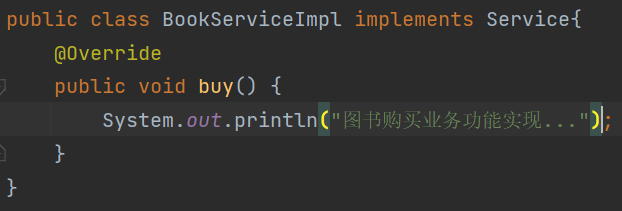 public class BookServiceImpl implements Service{
    @Override
    public void buy() {
        System.out.println("图书购买业务功能实现...");
    }
}